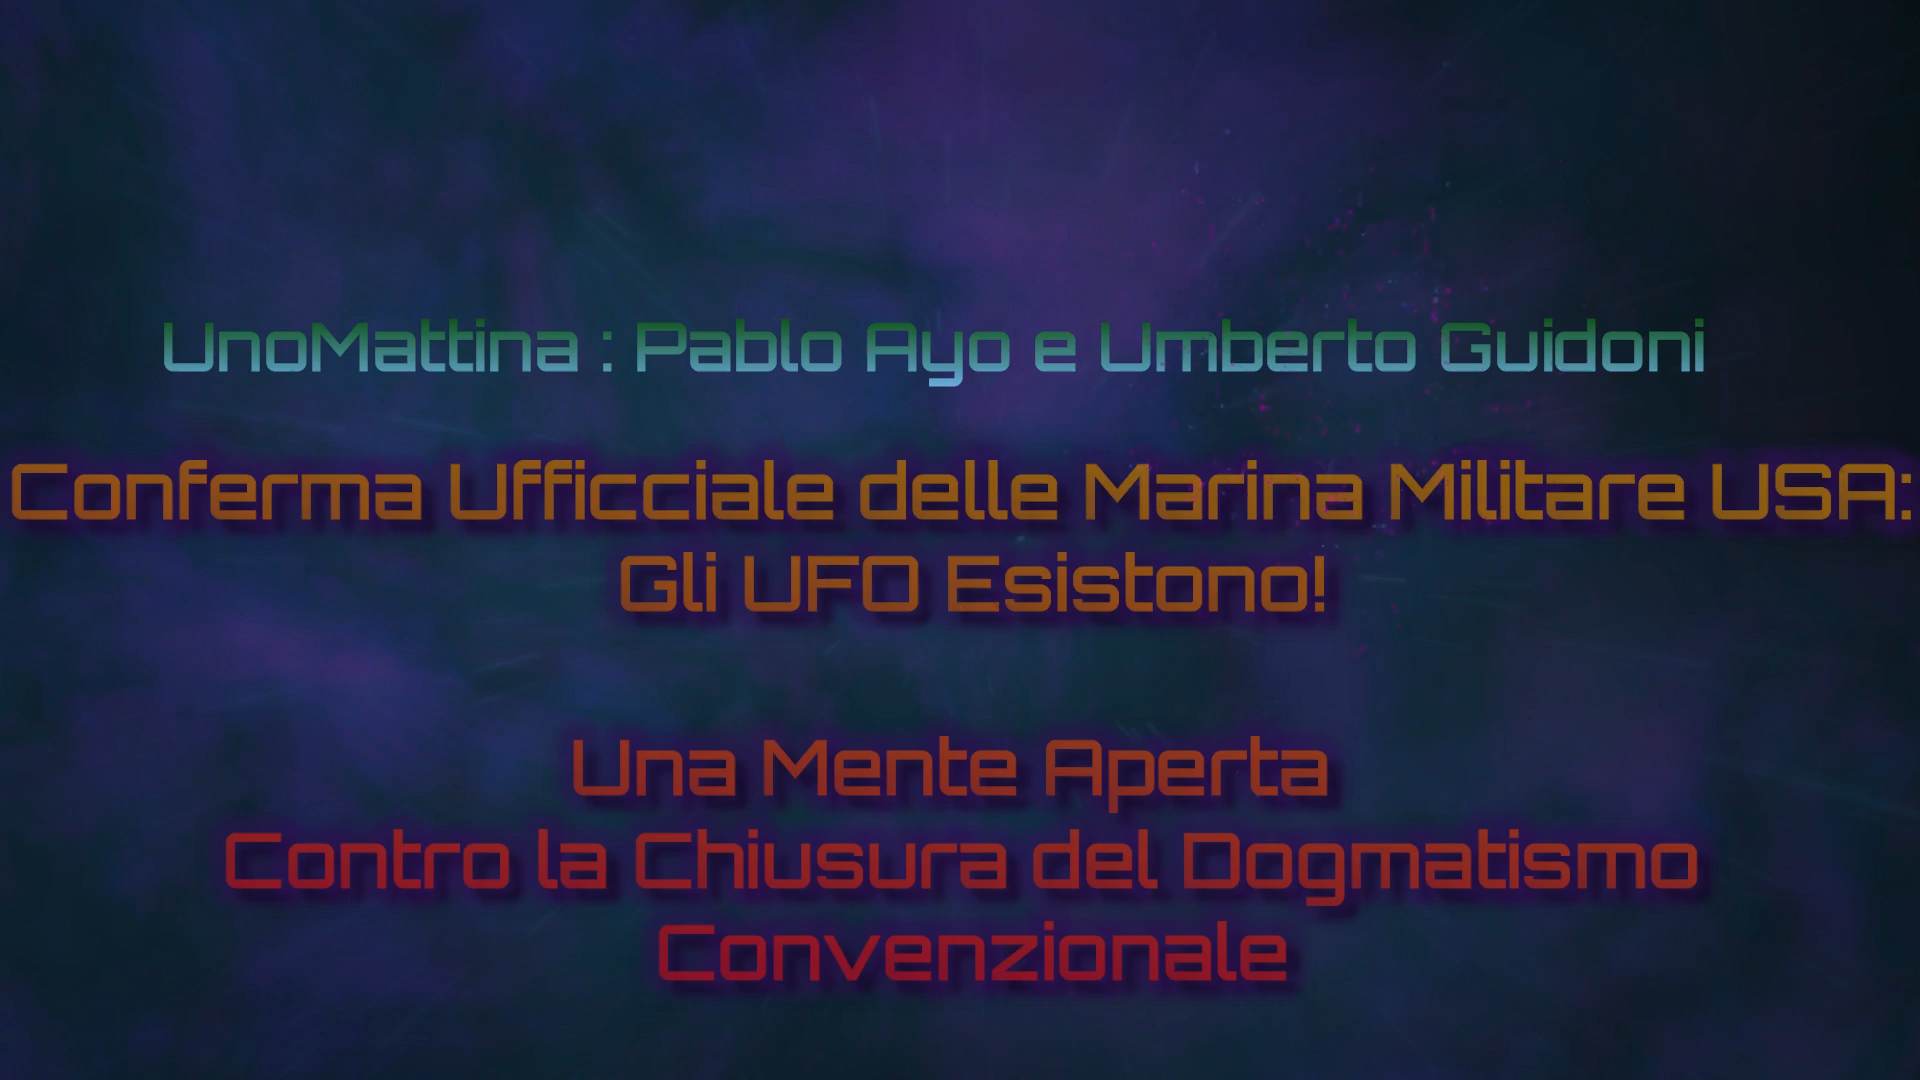 UnoMattina : Pablo Ayo e Umberto Guidoni
Conferma Ufficciale delle Marina Militare USA:
Gli UFO Esistono!
Una Mente Aperta
Contro la Chiusura del Dogmatismo
Convenzionale